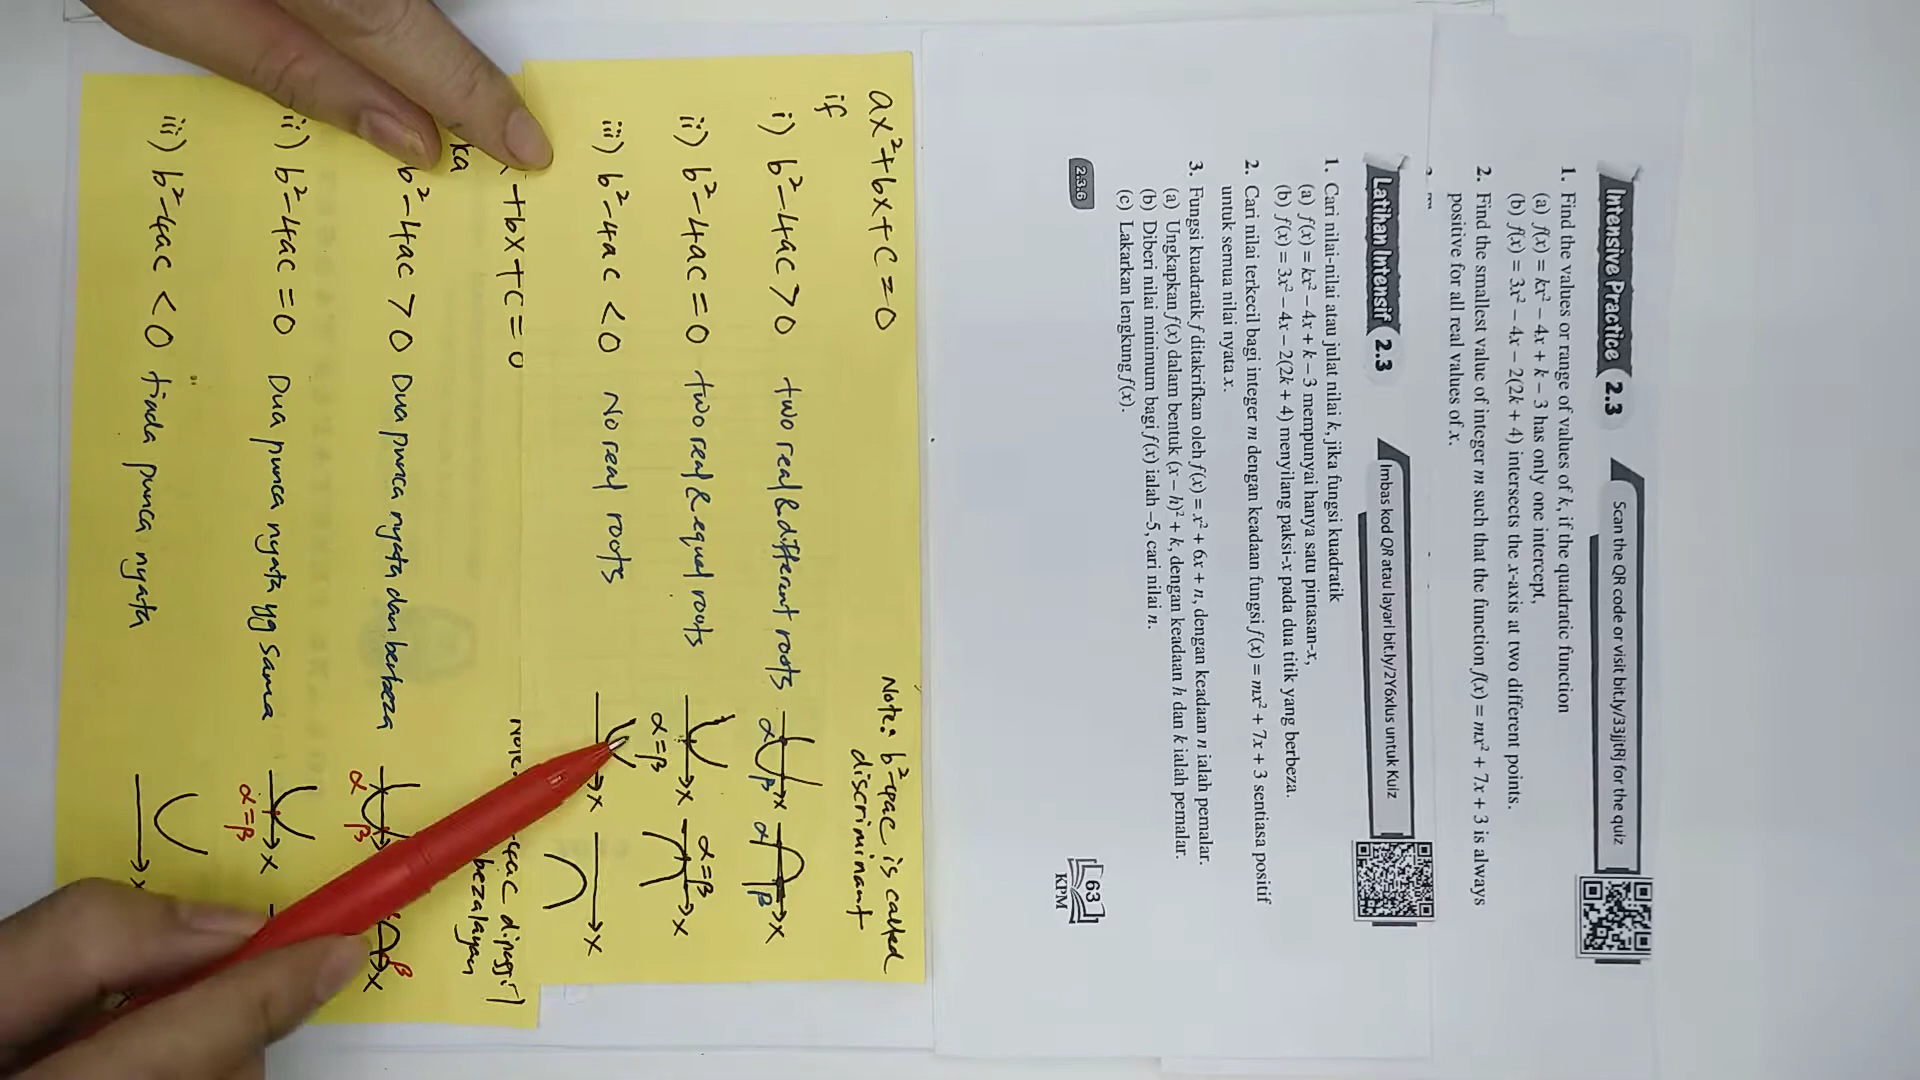 Intensive Practice 2.3
Scan the QR code or visit bit.ly/33jjtRj for the quiz
1. Find the values or range of values of k, if the quadratic function
(a) f(x) = kx² – 4x + k – 3 has only one intercept,
(b) f(x) = 3x² – 4x – 2(2k + 4) intersects the x-axis at two different points.
2. Find the smallest value of integer m such that the function f(x) = mx² + 7x + 3 is always
positive for all real values of x.
Latihan Intensif 2.3
Imbas kod QR atau layari bit.ly/2Y6xlus untuk Kuiz
1. Cari nilai-nilai atau julat nilai k, jika fungsi kuadratik
(a) f(x) = kx² – 4x + k – 3 mempunyai hanya satu pintasan-x,
(b) f(x) = 3x² – 4x – 2(2k + 4) menyilang paksi-x pada dua titik yang berbeza.
2. Cari nilai terkecil bagi integer m dengan keadaan fungsi f(x) = mx² + 7x + 3 sentiasa positif
untuk semua nilai nyata x.
3. Fungsi kuadratik f ditakrifkan oleh f(x) = x² + 6x + n, dengan keadaan n ialah pemalar.
(a) Ungkapkan f(x) dalam bentuk (x – h)² + k, dengan keadaan h dan k ialah pemalar.
(b) Diberi nilai minimum bagi f(x) ialah –5, cari nilai n.
(c) Lakarkan lengkung f(x).
2.3.6
63
KPM
ax²+bx+c=0
Note: b²-4ac is called
discriminant
if
i) b²-4ac>0 two real & different roots α β x α β x
ii) b²-4ac=0 two real & equal roots x α=β α=β x
iii) b²-4ac<0 No real roots x x
+bx+c=0
-4ac dipanggil
bezalayan
ka
b²-4ac>0 Dua punca nyata dan berbeza α β β x
ii) b²-4ac=0 Dua punca nyata yg sama x α=β
iii) b²-4ac<0 tiada punca nyata x